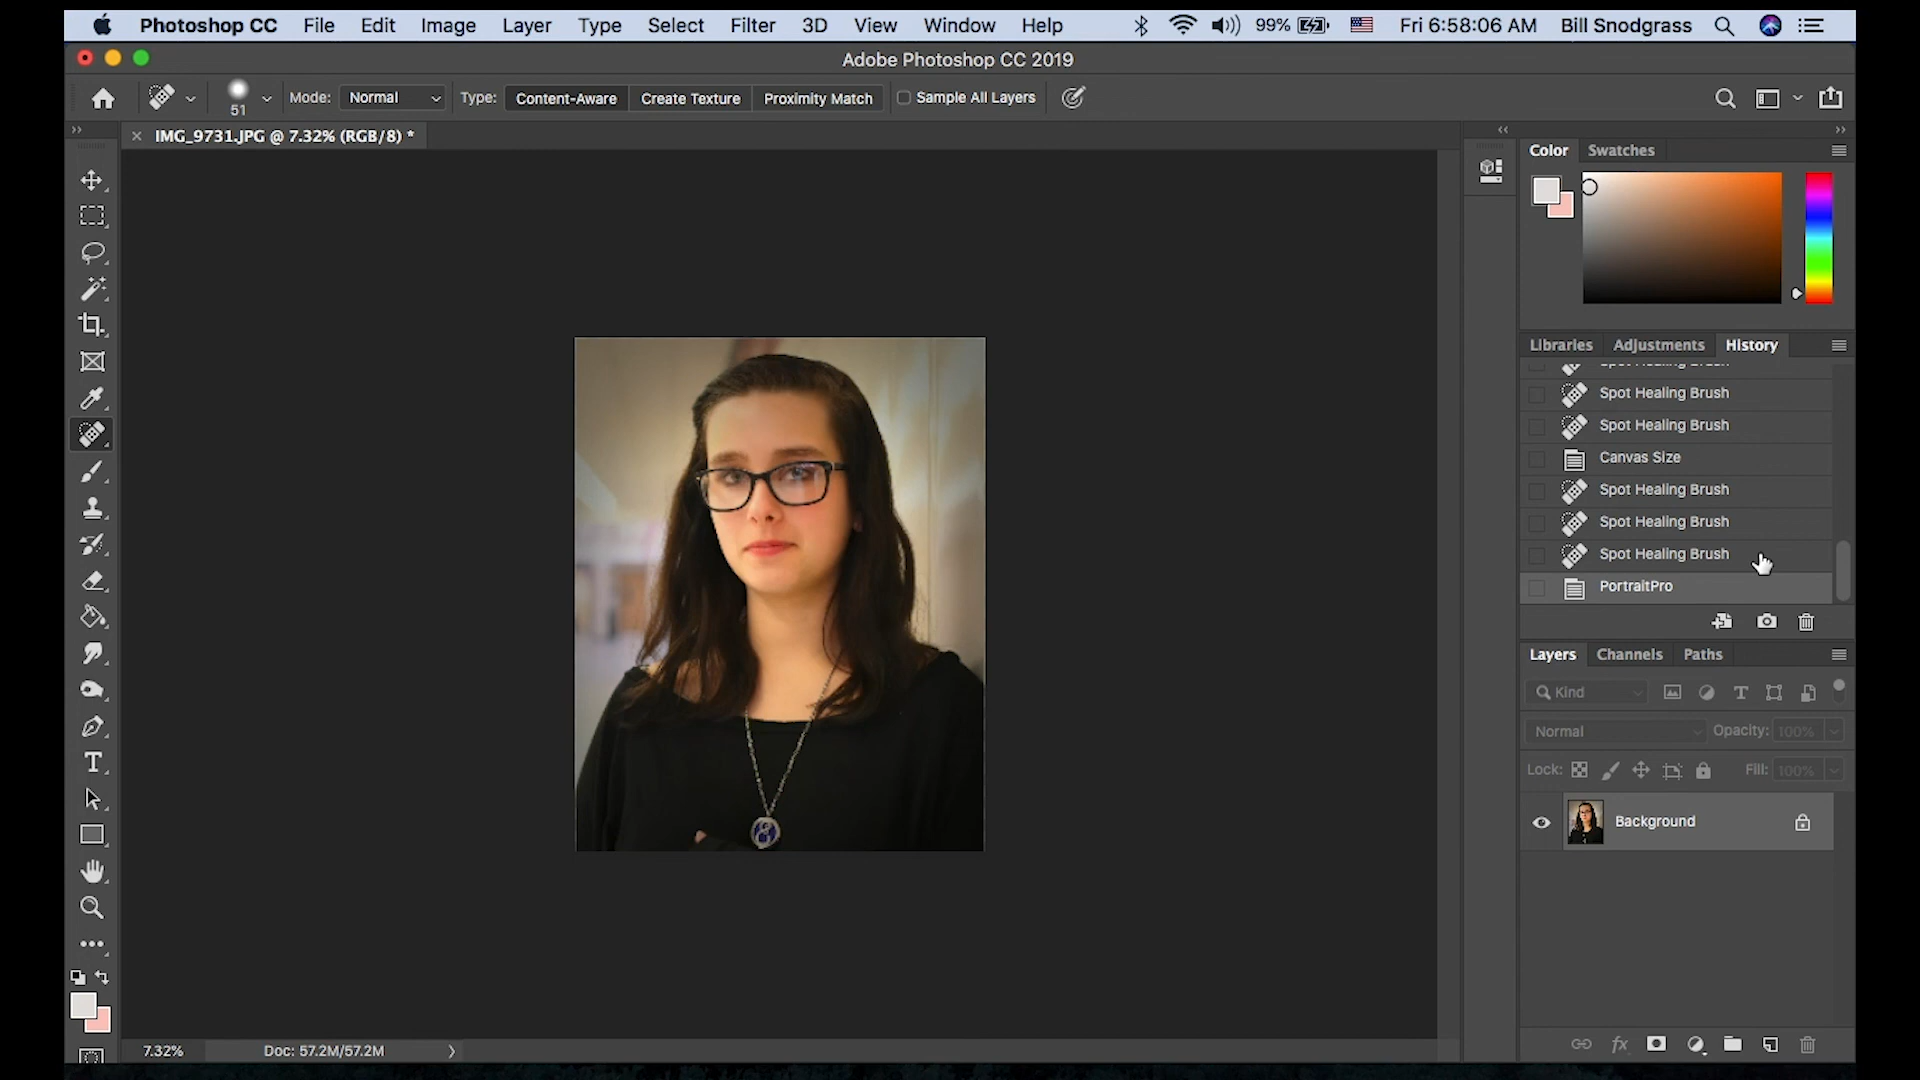 Photoshop CC File Edit Image Layer Type Select Filter 3D View Window Help 99% Fri 6:58:06 AM Bill Snodgrass
Adobe Photoshop CC 2019
51 Mode: Normal Type: Content-Aware Create Texture Proximity Match Sample All Layers
IMG_9731.JPG @ 7.32% (RGB/8) *
Color Swatches
Libraries Adjustments History
Spot Healing Brush
Spot Healing Brush
Spot Healing Brush
Canvas Size
Spot Healing Brush
Spot Healing Brush
Spot Healing Brush
PortraitPro
Layers Channels Paths
Kind
Normal Opacity: 100%
Lock: Fill: 100%
Background
fx
7.32% Doc: 57.2M/57.2M